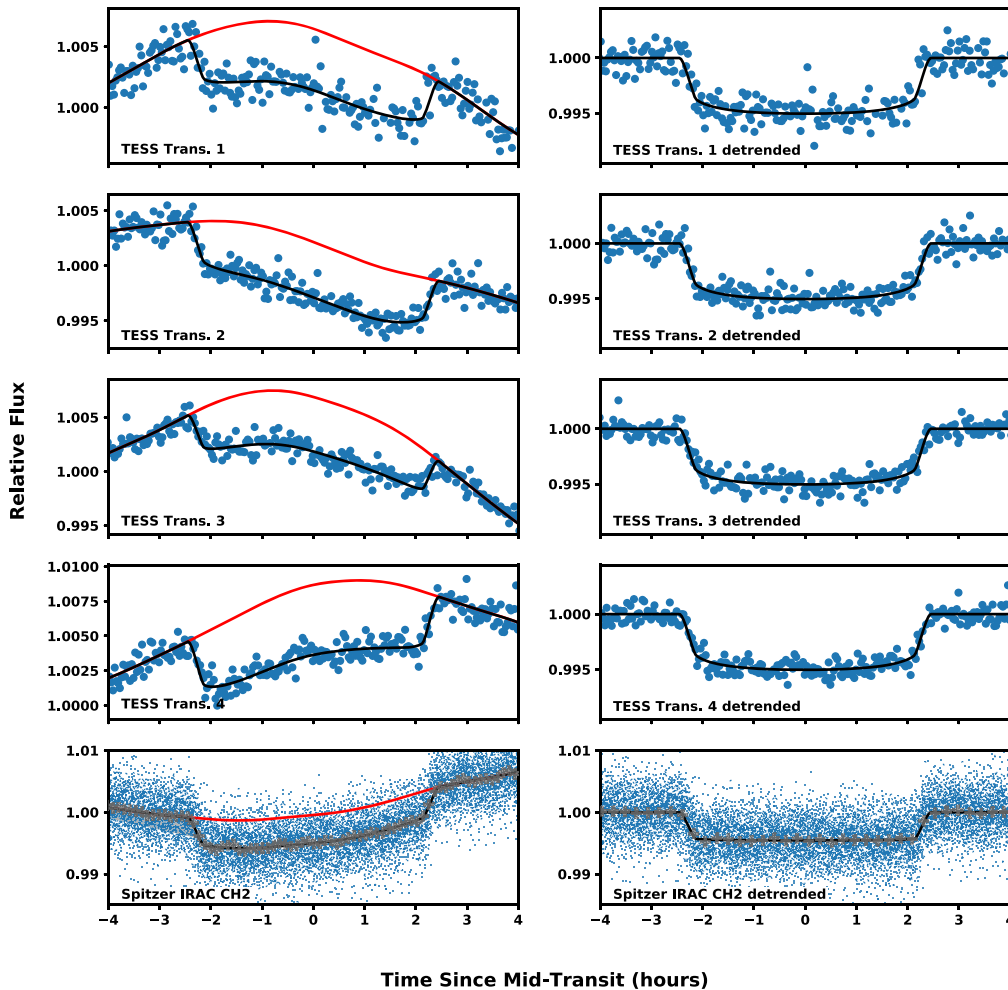 1.005
1.000
TESS Trans. 1
1.000
0.995
TESS Trans. 1 detrended
1.005
1.000
0.995
TESS Trans. 2
1.000
0.995
TESS Trans. 2 detrended
Relative Flux
1.005
1.000
0.995
TESS Trans. 3
1.000
0.995
TESS Trans. 3 detrended
1.0100
1.0075
1.0050
1.0025
1.0000
TESS Trans. 4
1.000
0.995
TESS Trans. 4 detrended
1.01
1.00
0.99
Spitzer IRAC CH2
−4 −3 −2 −1 0 1 2 3 4
1.01
1.00
0.99
Spitzer IRAC CH2 detrended
−4 −3 −2 −1 0 1 2 3 4
Time Since Mid-Transit (hours)